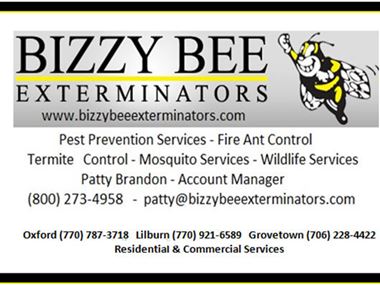 BIZZY BEE
EXTERMINATORS
www.bizzybeeexterminators.com
Pest Prevention Services - Fire Ant Control
Termite Control - Mosquito Services - Wildlife Services
Patty Brandon - Account Manager
(800) 273-4958 - patty@bizzybeeexterminators.com
Oxford (770) 787-3718 Lilburn (770) 921-6589 Grovetown (706) 228-4422
Residential & Commercial Services